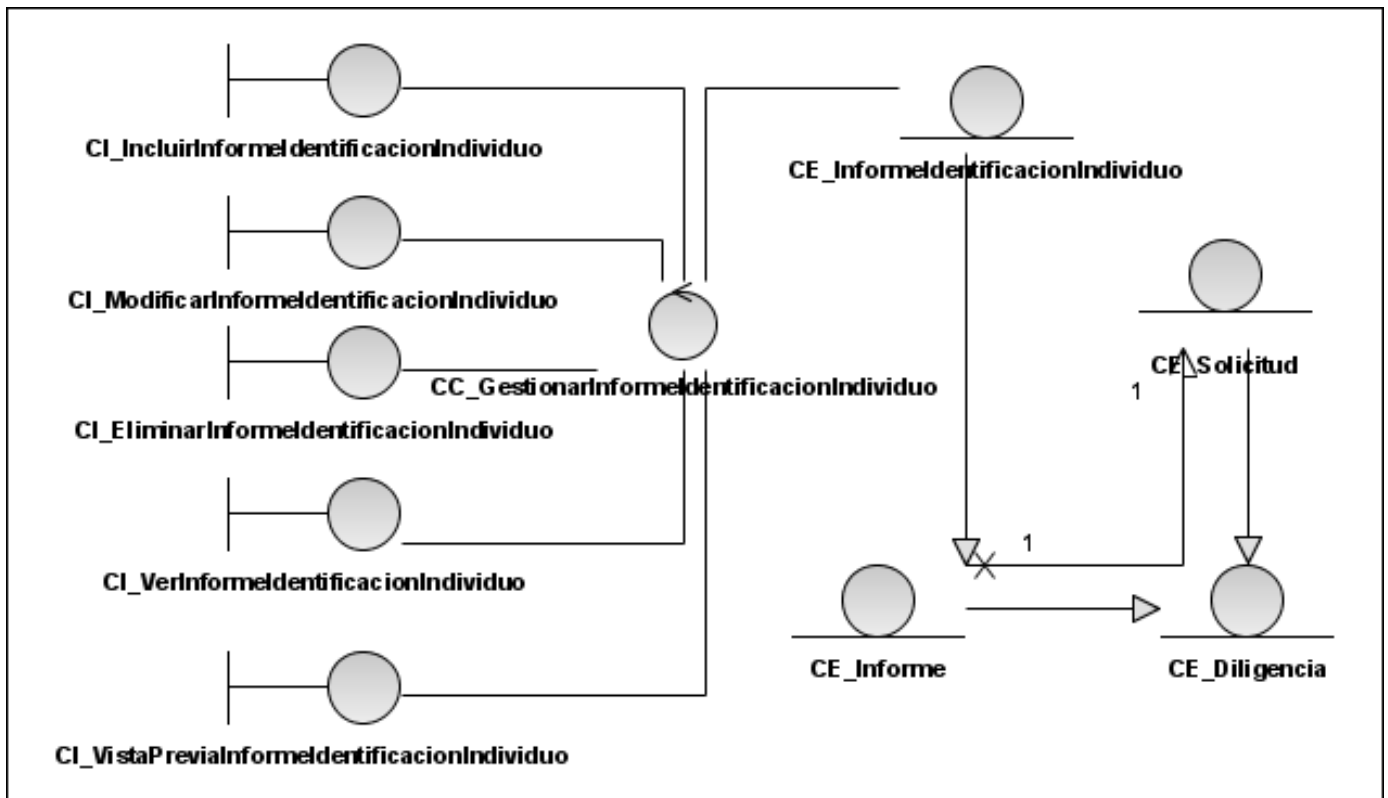 CI_IncluirInformeIdentificacionIndividuo
CE_InformeIdentificacionIndividuo
CI_ModificarInformeIdentificacionIndividuo
CE_Solicitud
1
CC_GestionarInformeIdentificacionIndividuo
CI_EliminarInformeIdentificacionIndividuo
1
CI_VerInformeIdentificacionIndividuo
CE_Informe
CE_Diligencia
CI_VistaPreviaInformeIdentificacionIndividuo